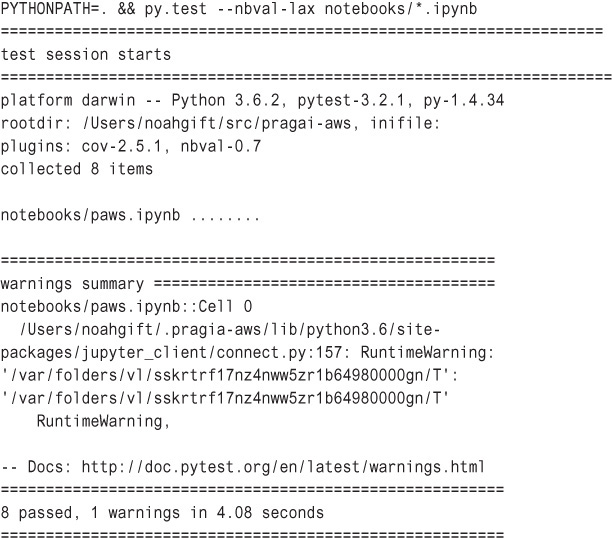 PYTHONPATH=. && py.test --nbval-lax notebooks/*.ipynb
===================================================================
test session starts
====================================================================
platform darwin -- Python 3.6.2, pytest-3.2.1, py-1.4.34
rootdir: /Users/noahgift/src/pragai-aws, inifile:
plugins: cov-2.5.1, nbval-0.7
collected 8 items
notebooks/paws.ipynb ........
=======================================================
warnings summary ======================================
notebooks/paws.ipynb::Cell 0
  /Users/noahgift/.pragia-aws/lib/python3.6/site-
packages/jupyter_client/connect.py:157: RuntimeWarning:
'/var/folders/vl/sskrtrf17nz4nww5zr1b64980000gn/T':
'/var/folders/vl/sskrtrf17nz4nww5zr1b64980000gn/T'
    RuntimeWarning,
-- Docs: http://doc.pytest.org/en/latest/warnings.html
========================================================
8 passed, 1 warnings in 4.08 seconds
========================================================